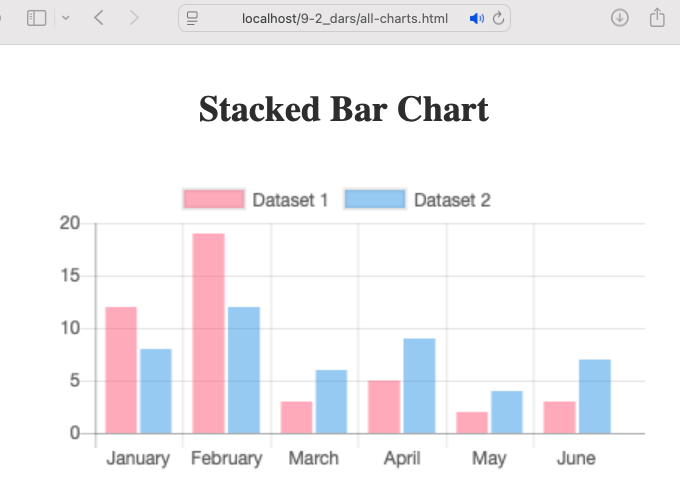 localhost/9-2_dars/all-charts.html
Stacked Bar Chart
Dataset 1 Dataset 2
20
15
10
5
0
January February March April May June